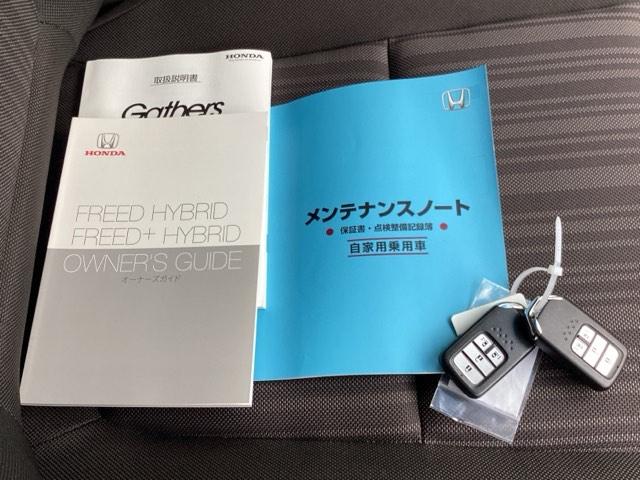 HONDA
取扱説明書
Gathers
HONDA
FREED HYBRID
FREED+ HYBRID
OWNER'S GUIDE
オーナーズガイド
メンテナンスノート
保証書・点検整備記録簿
自家用乗用車